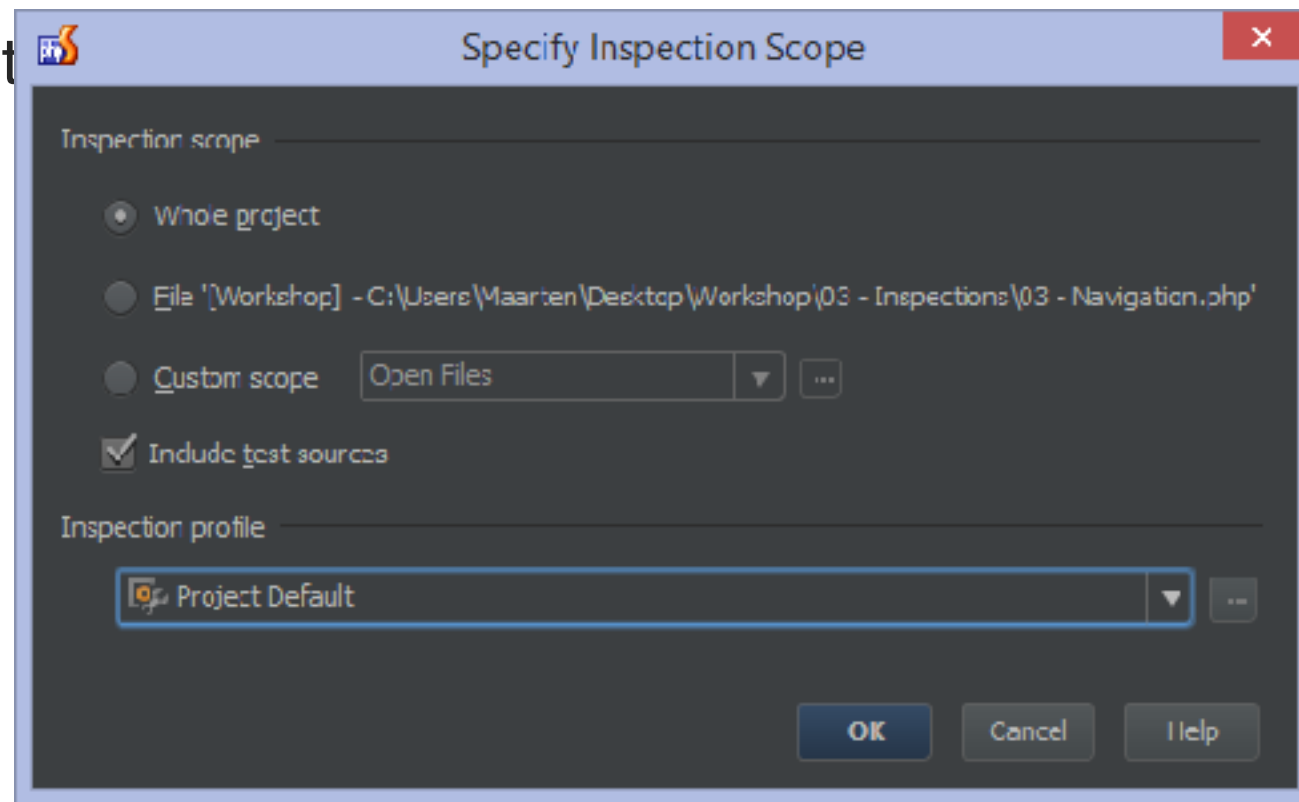 t
php
Specify Inspection Scope
Inspection scope
Whole project
File '[Workshop] - C:\Users\Maarten\Desktop\Workshop\03 - Inspections\03 - Navigation.php'
Custom scope Open Files ...
Include test sources
Inspection profile
Project Default ...
OK Cancel Help